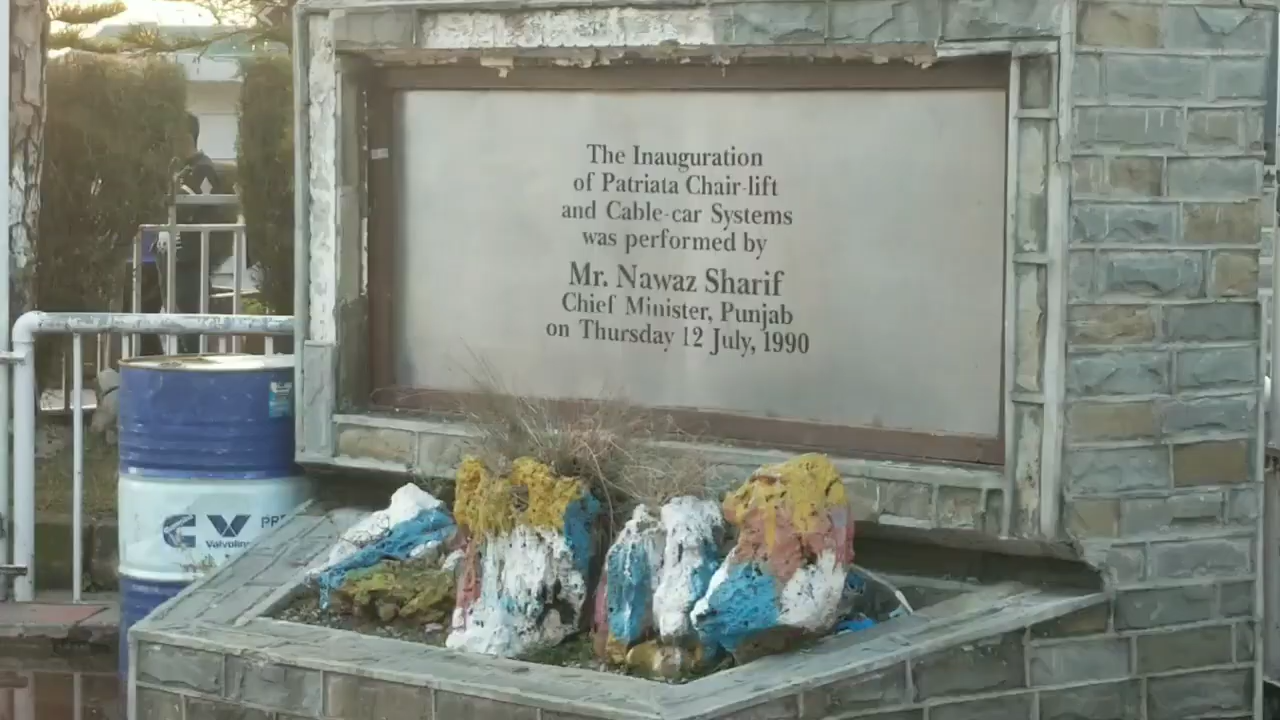 The Inauguration
of Patriata Chair-lift
and Cable-car Systems
was performed by
Mr. Nawaz Sharif
Chief Minister, Punjab
on Thursday 12 July, 1990
Valvoline